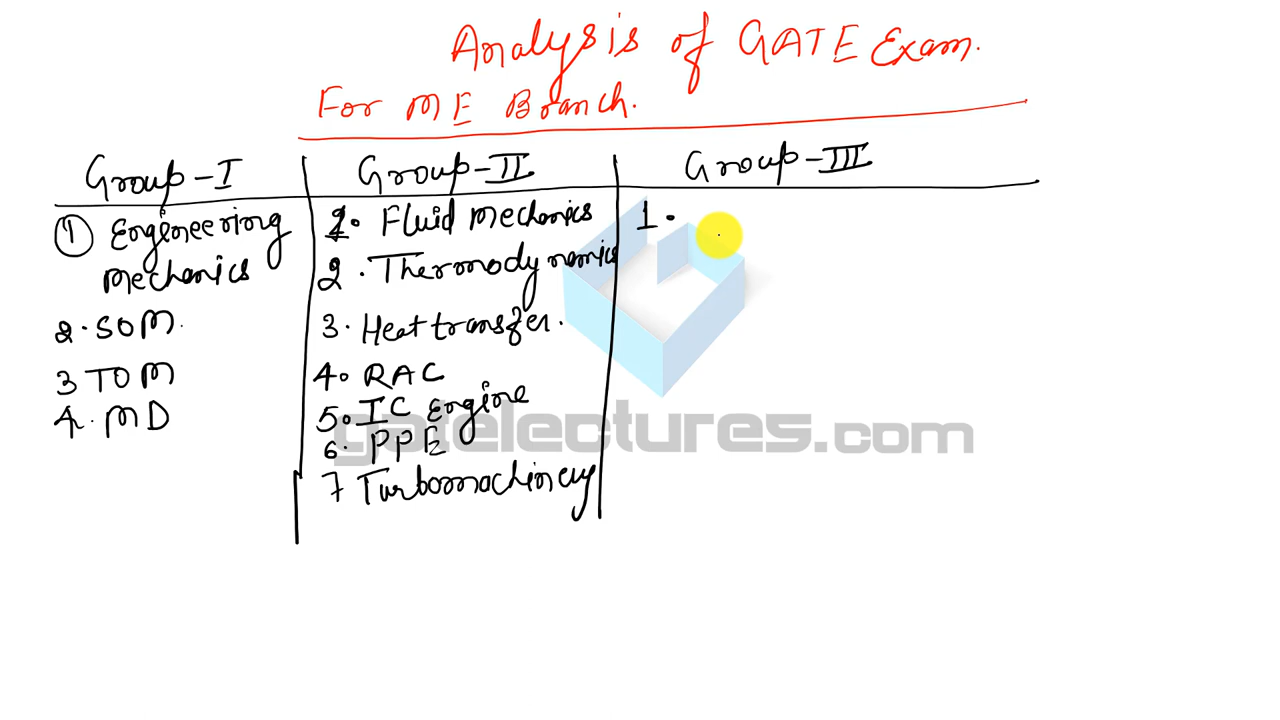 Analysis of GATE Exam.
For ME Branch.
Group-I
① Engineering
Mechanics
2. SOM.
3 TOM
4. MD
Group-II
1. Fluid Mechanics
2. Thermodynamics
3. Heat transfer.
4. RAC
5. IC Engine
6. PPE
7 Turbomachinery
Group-III
1.
gatelectures.com